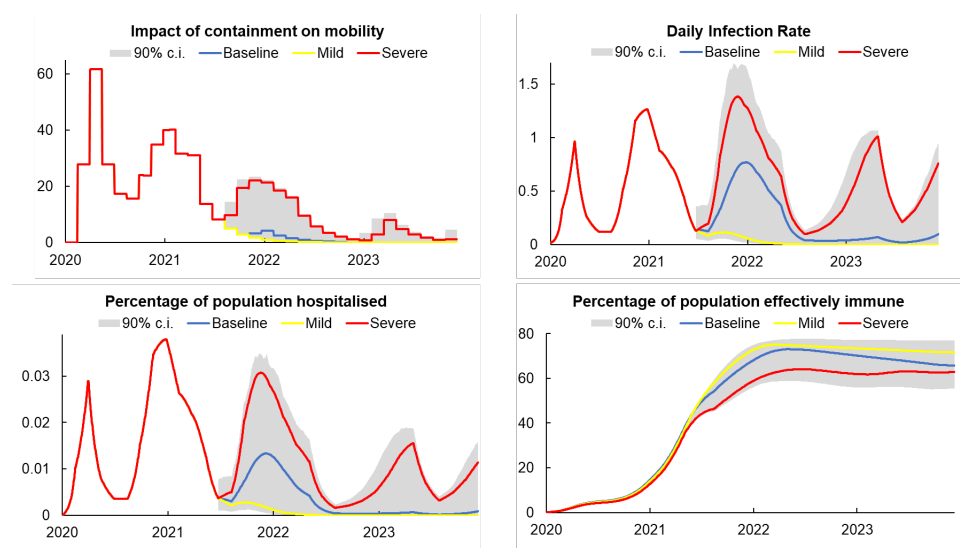 Impact of containment on mobility
90% c.i. Baseline Mild Severe
60
40
20
0
2020 2021 2022 2023
Daily Infection Rate
90% c.i. Baseline Mild Severe
1.5
1
0.5
0
2020 2021 2022 2023
Percentage of population hospitalised
90% c.i. Baseline Mild Severe
0.03
0.02
0.01
0
2020 2021 2022 2023
Percentage of population effectively immune
90% c.i. Baseline Mild Severe
80
60
40
20
0
2020 2021 2022 2023